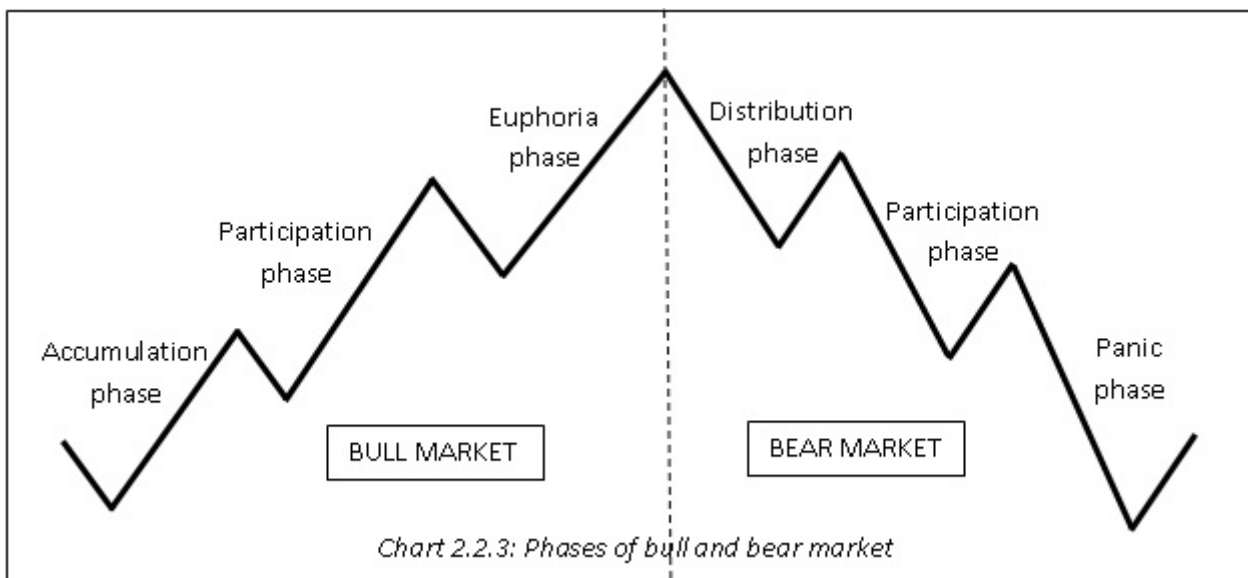 Euphoria
phase
Distribution
phase
Participation
phase
Participation
phase
Accumulation
phase
Panic
phase
BULL MARKET
BEAR MARKET
Chart 2.2.3: Phases of bull and bear market